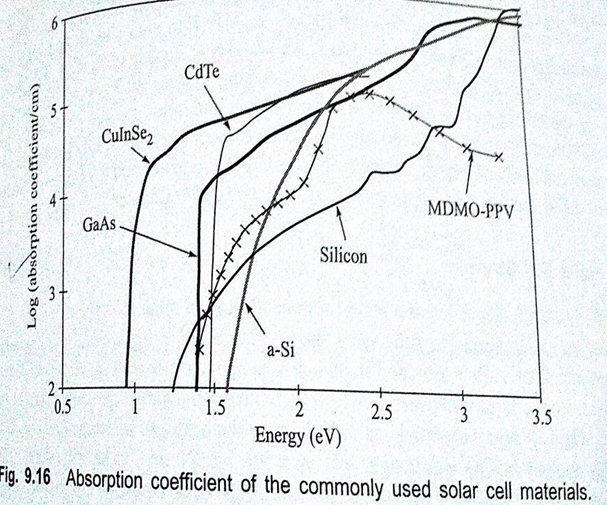 6
CdTe
5
CuInSe2
4
MDMO-PPV
GaAs
Silicon
3
a-Si
2
0.5 1 1.5 2 2.5 3 3.5
Log (absorption coefficient/cm)
Energy (eV)
Fig. 9.16 Absorption coefficient of the commonly used solar cell materials.